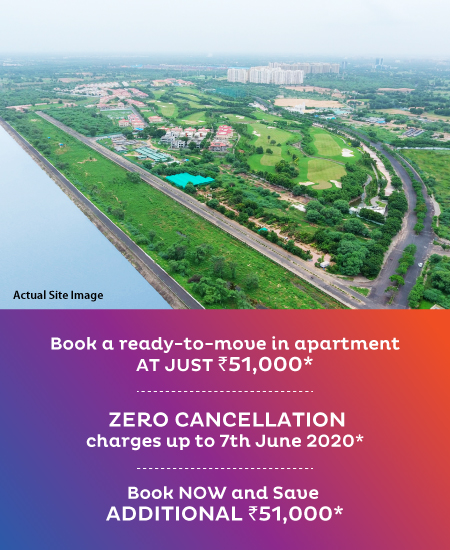 Actual Site Image
Book a ready-to-move in apartment
AT JUST ₹51,000*
ZERO CANCELLATION
charges up to 7th June 2020*
Book NOW and Save
ADDITIONAL ₹51,000*